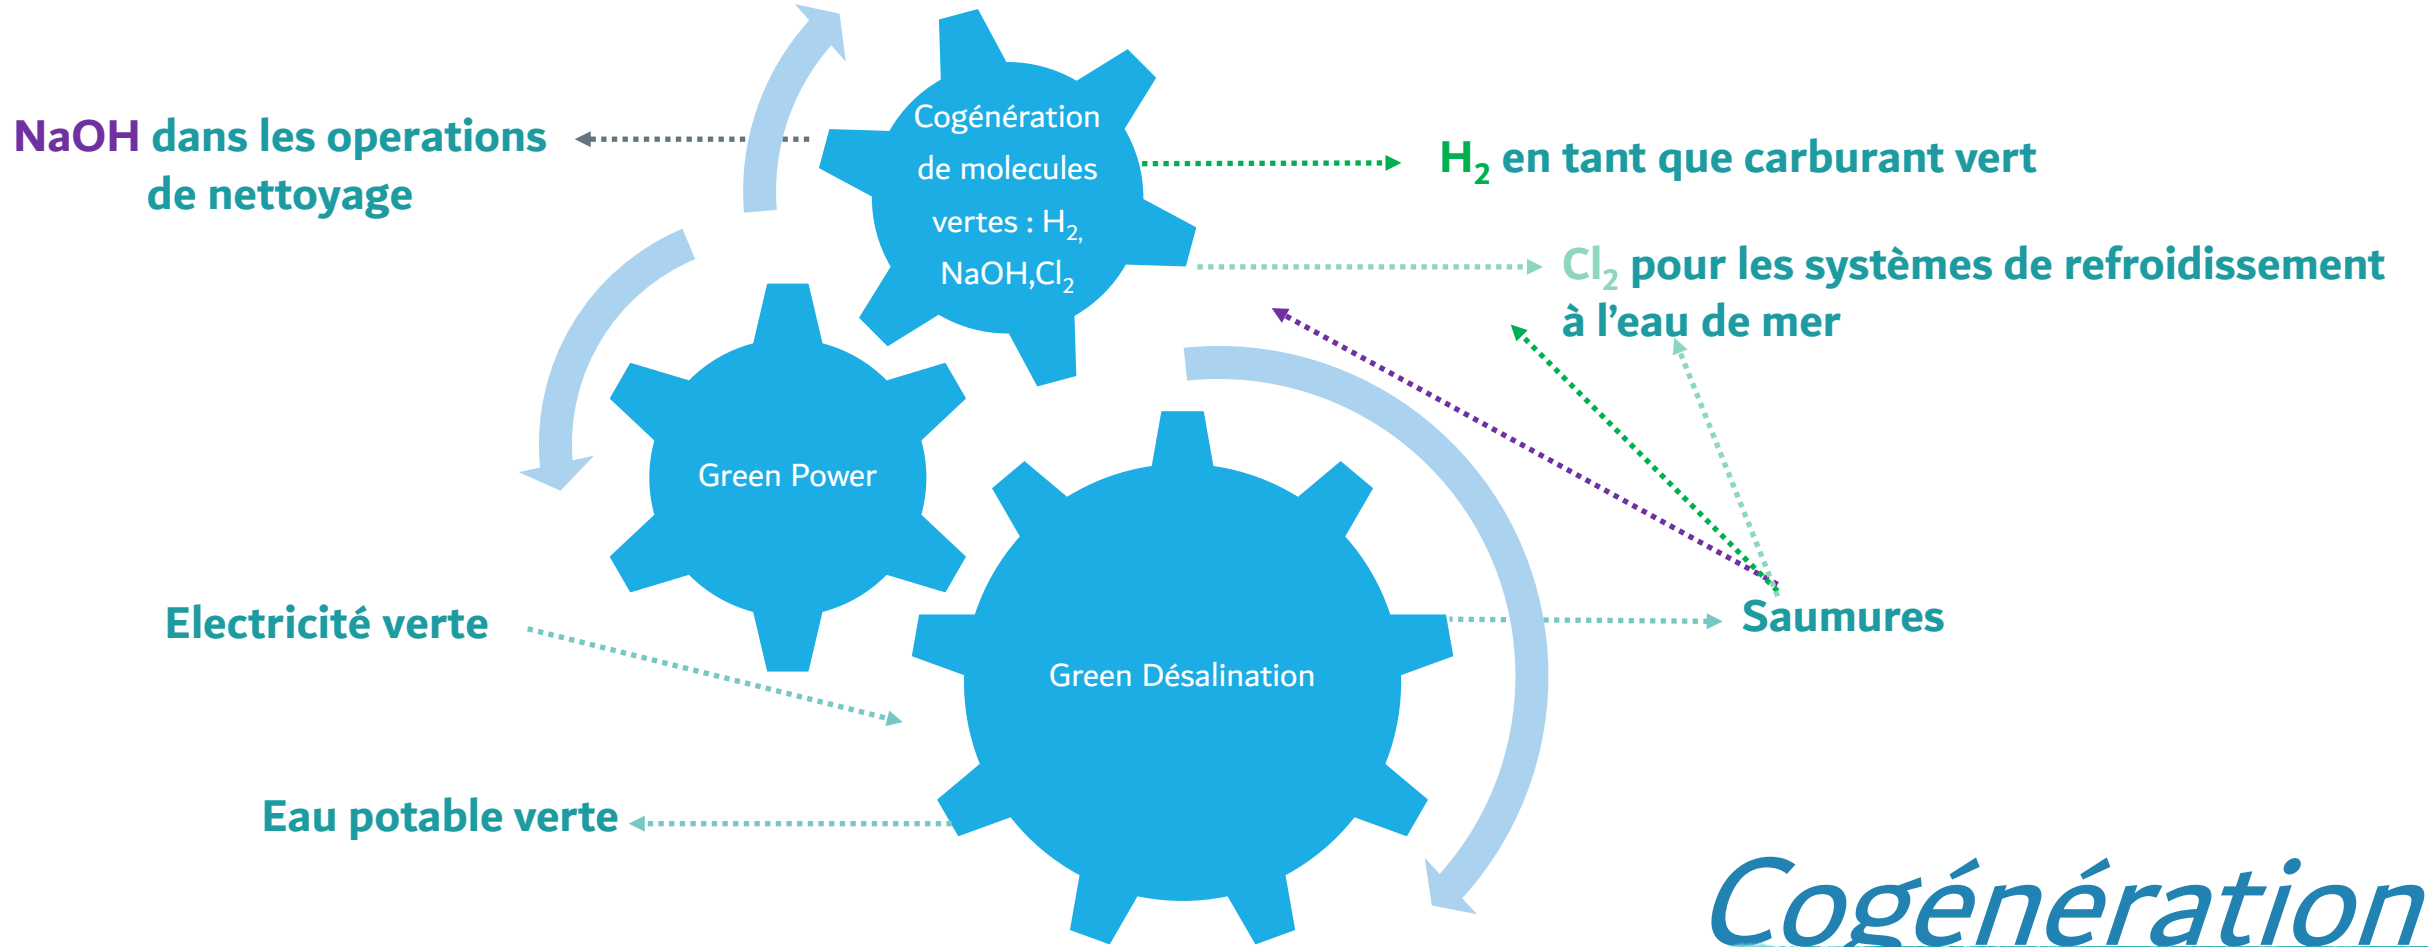 Cogénération
de molecules
vertes : H2,
NaOH,Cl2
NaOH dans les operations
de nettoyage
H2 en tant que carburant vert
Cl2 pour les systèmes de refroidissement
à l’eau de mer
Green Power
Electricité verte
Saumures
Green Désalination
Eau potable verte
Cogénération